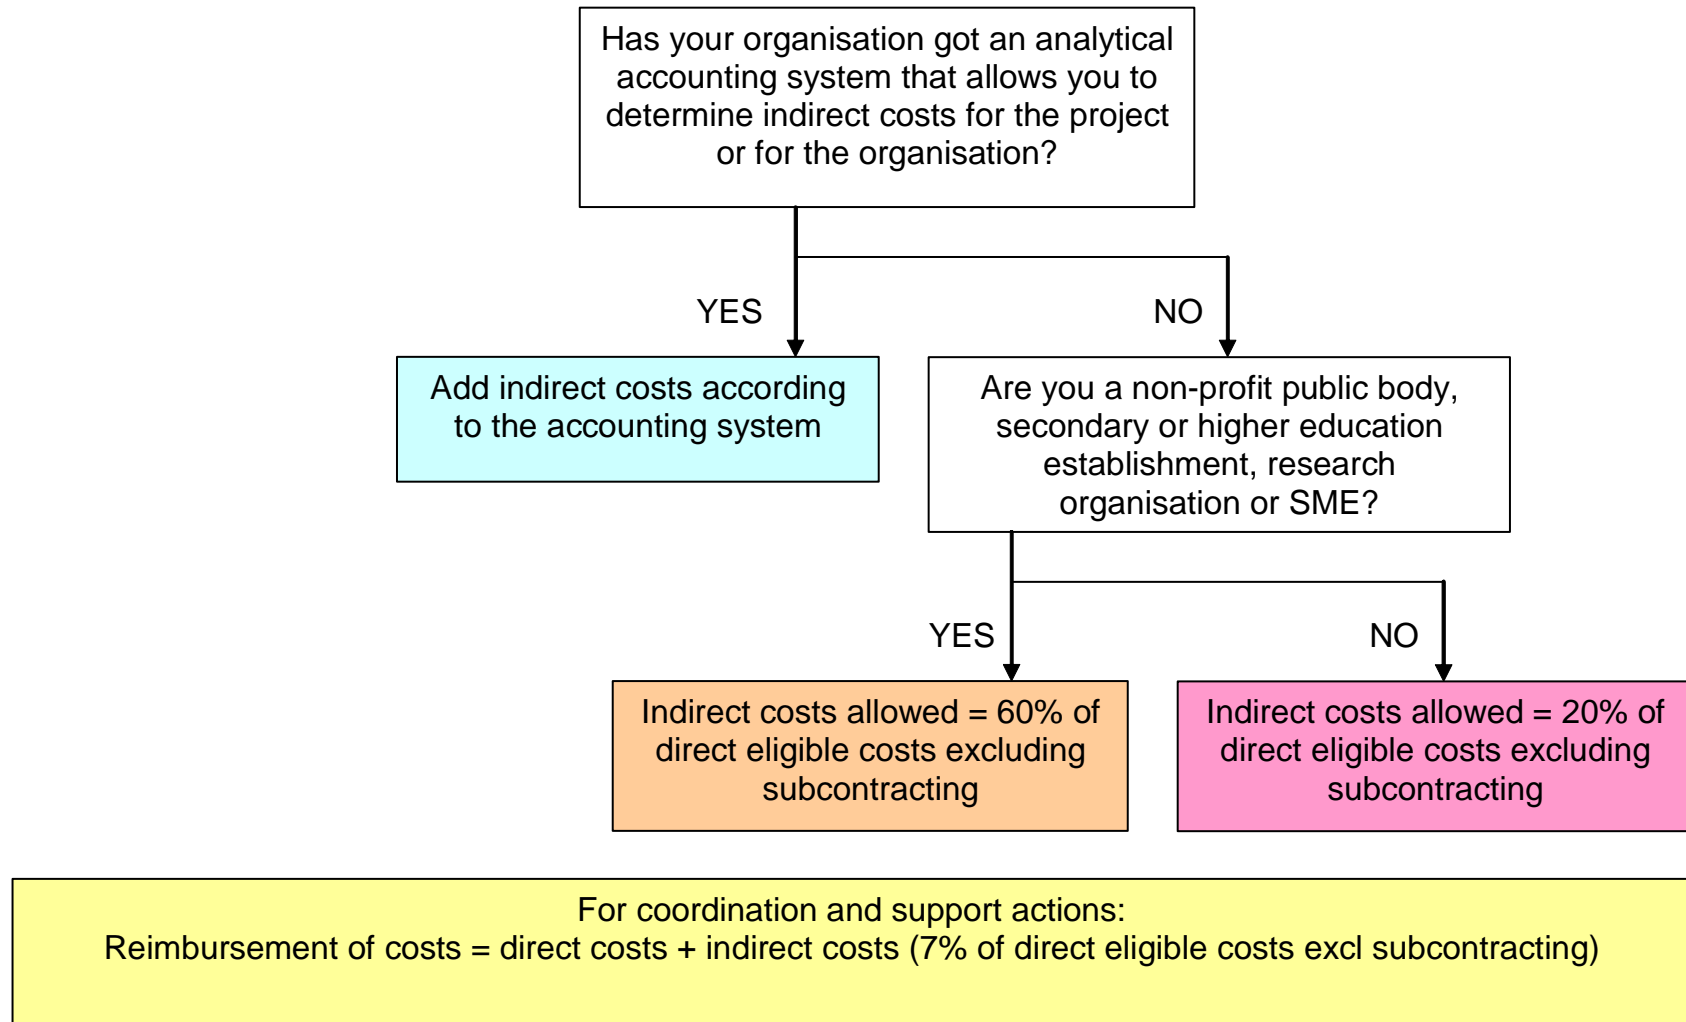 Has your organisation got an analytical
accounting system that allows you to
determine indirect costs for the project
or for the organisation?
YES
NO
Add indirect costs according
to the accounting system
Are you a non-profit public body,
secondary or higher education
establishment, research
organisation or SME?
YES
NO
Indirect costs allowed = 60% of
direct eligible costs excluding
subcontracting
Indirect costs allowed = 20% of
direct eligible costs excluding
subcontracting
For coordination and support actions:
Reimbursement of costs = direct costs + indirect costs (7% of direct eligible costs excl subcontracting)